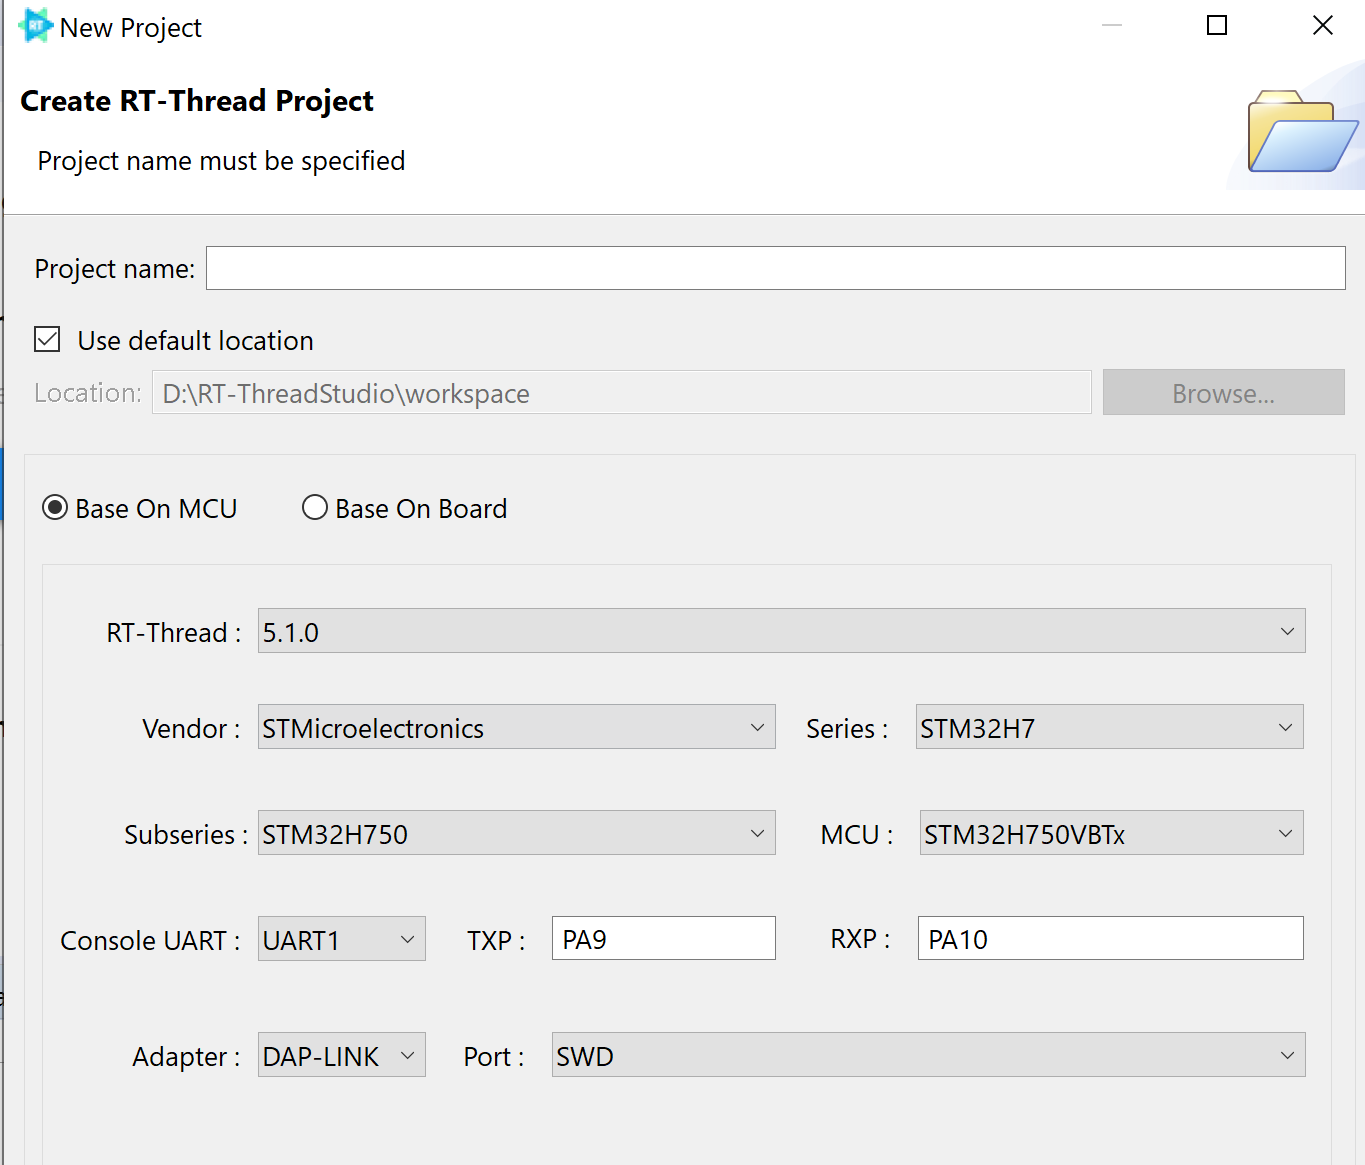 New Project
Create RT-Thread Project
Project name must be specified
Project name:
Use default location
Location: D:\RT-ThreadStudio\workspace Browse...
Base On MCU Base On Board
RT-Thread : 5.1.0
Vendor : STMicroelectronics Series : STM32H7
Subseries : STM32H750 MCU : STM32H750VBTx
Console UART : UART1 TXP : PA9 RXP : PA10
Adapter : DAP-LINK Port : SWD